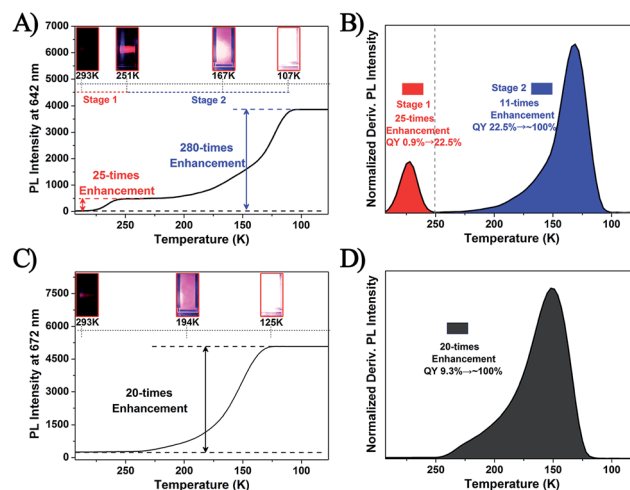 A)
PL Intensity at 642 nm
7000
6000
5000
4000
3000
2000
1000
0
293K 251K 167K 107K
Stage 1 Stage 2
280-times
Enhancement
25-times
Enhancement
250 200 150 100
Temperature (K)
B)
Normalized Deriv. PL Intensity
Stage 1
25-times
Enhancement
QY 0.9%→22.5%
Stage 2
11-times
Enhancement
QY 22.5%→~100%
250 200 150 100
Temperature (K)
C)
PL Intensity at 672 nm
7500
5000
2500
0
293K 194K 125K
20-times
Enhancement
250 200 150 100
Temperature (K)
D)
Normalized Deriv. PL Intensity
20-times
Enhancement
QY 9.3%→~100%
250 200 150 100
Temperature (K)